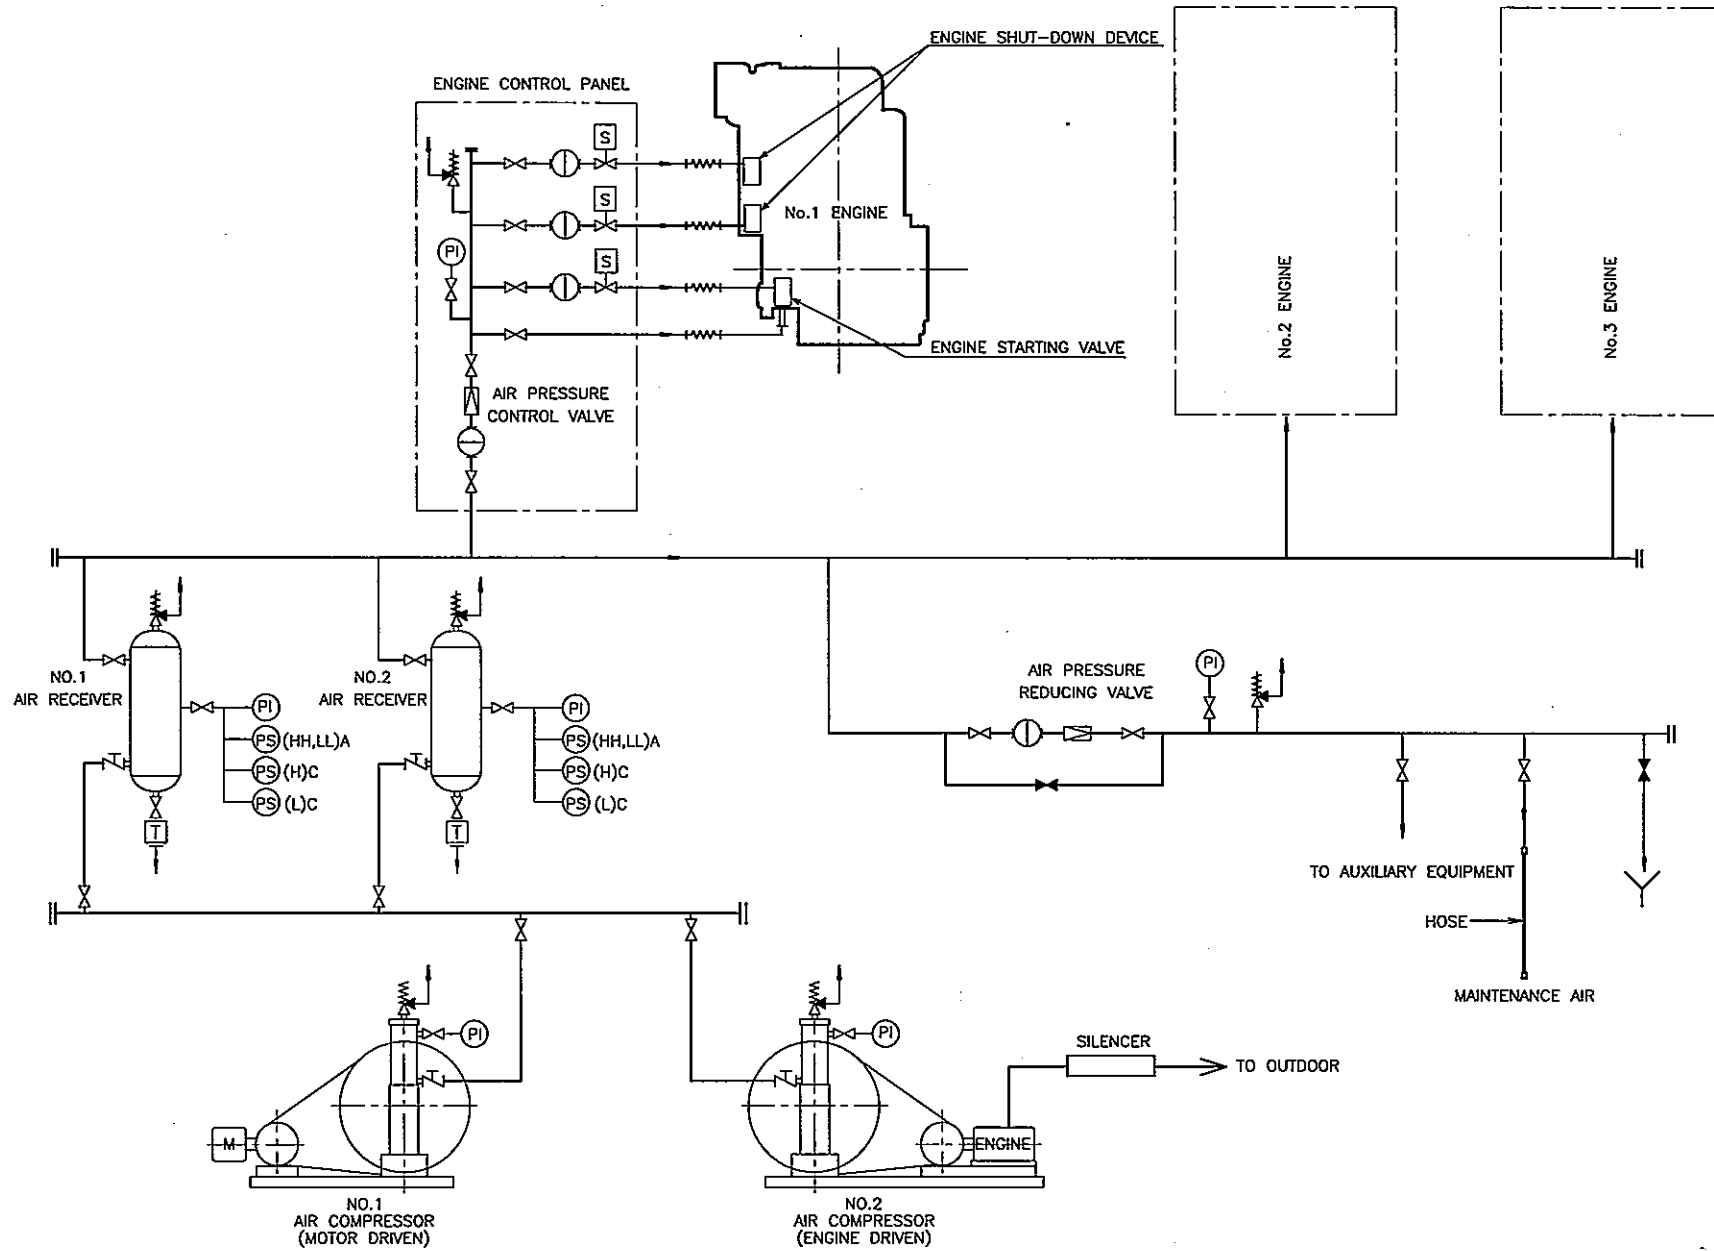 ENGINE SHUT-DOWN DEVICE
ENGINE CONTROL PANEL
S
S
No.1 ENGINE
PI
S
No.2 ENGINE
No.3 ENGINE
ENGINE STARTING VALVE
AIR PRESSURE
CONTROL VALVE
NO.1
AIR RECEIVER
PI
PS (HH,LL)A
PS (H)C
PS (L)C
T
NO.2
AIR RECEIVER
PI
PS (HH,LL)A
PS (H)C
PS (L)C
T
AIR PRESSURE
REDUCING VALVE
PI
TO AUXILIARY EQUIPMENT
HOSE
MAINTENANCE AIR
PI
M
NO.1
AIR COMPRESSOR
(MOTOR DRIVEN)
PI
ENGINE
NO.2
AIR COMPRESSOR
(ENGINE DRIVEN)
SILENCER
TO OUTDOOR